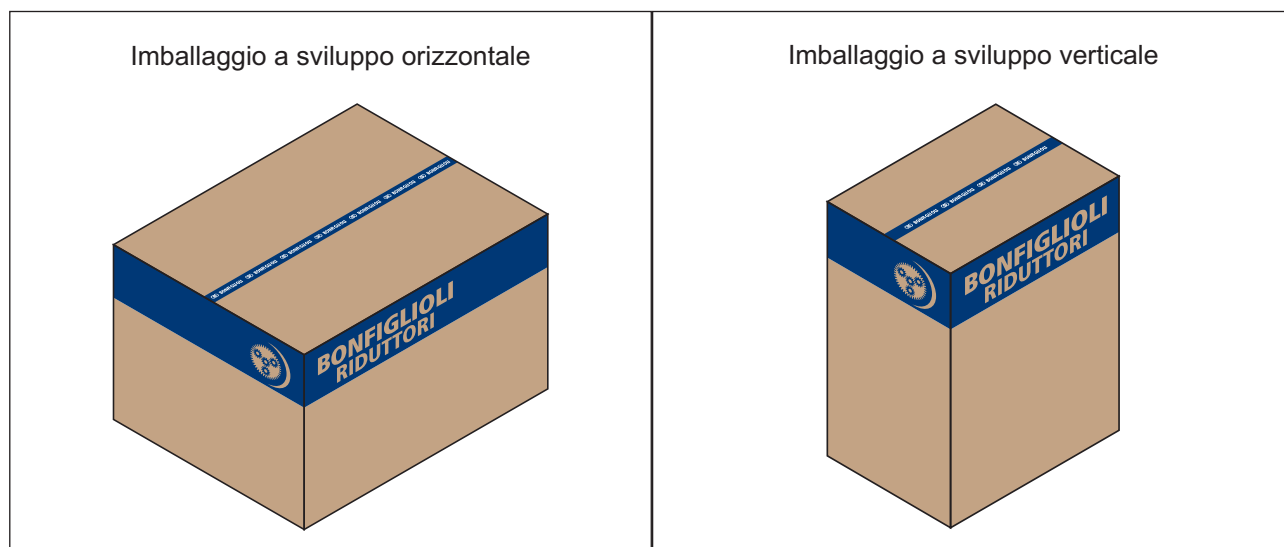 Imballaggio a sviluppo orizzontale
BONFIGLIOLI
RIDUTTORI
Imballaggio a sviluppo verticale
BONFIGLIOLI
RIDUTTORI